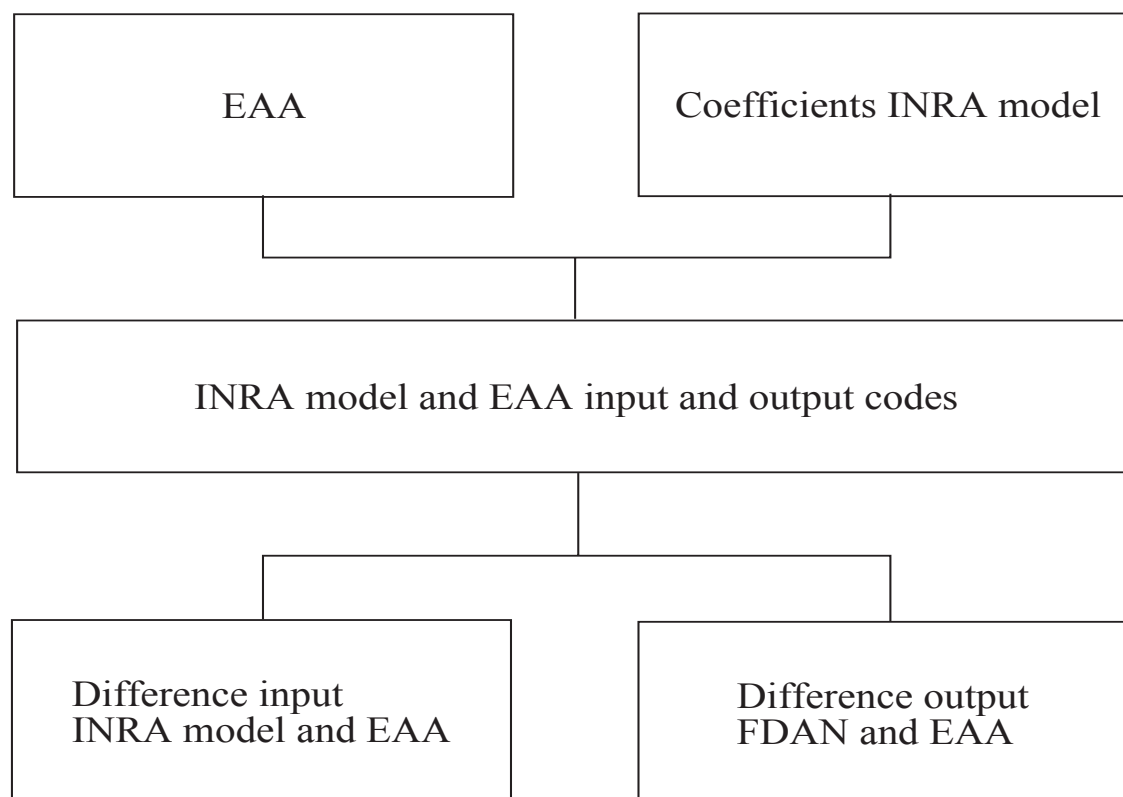 EAA
Coefficients INRA model
INRA model and EAA input and output codes
Difference input
INRA model and EAA
Difference output
FDAN and EAA